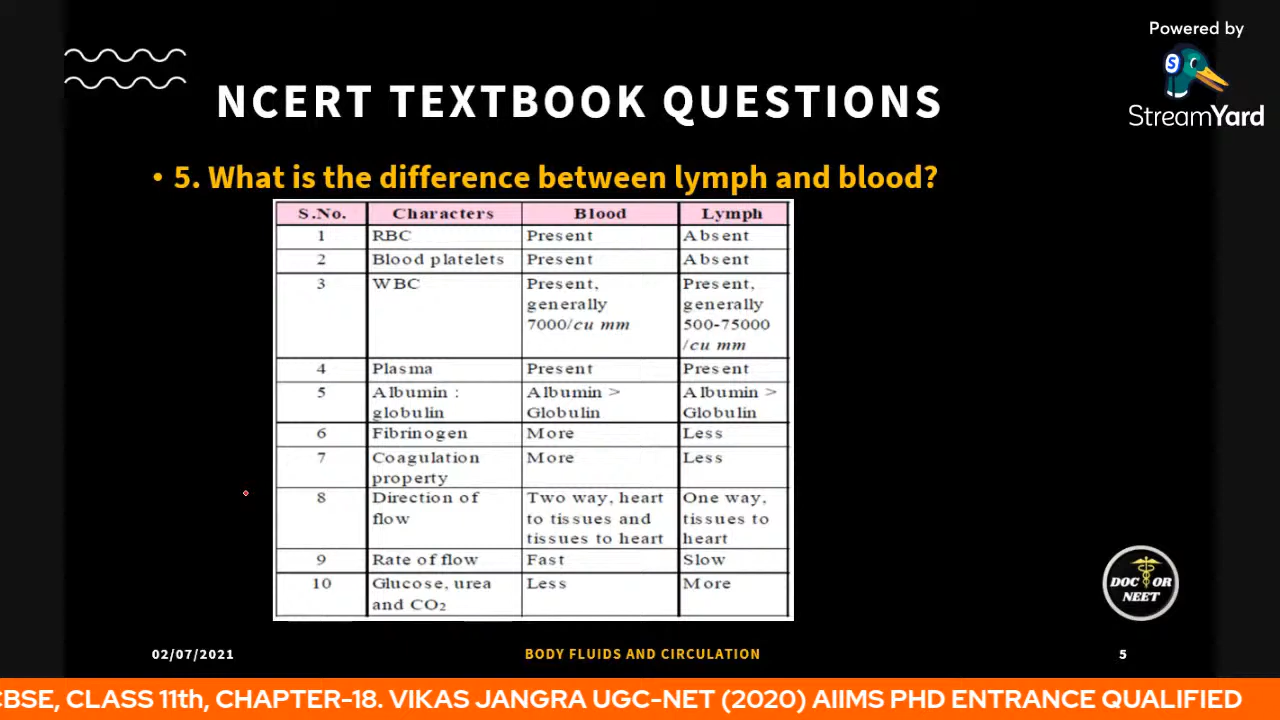 Powered by
StreamYard
NCERT TEXTBOOK QUESTIONS
• 5. What is the difference between lymph and blood?
S.No. Characters Blood Lymph
1 RBC Present Absent
2 Blood platelets Present Absent
3 WBC Present, generally 7000/cu mm Present, generally 500-75000 /cu mm
4 Plasma Present Present
5 Albumin : globulin Albumin > Globulin Albumin > Globulin
6 Fibrinogen More Less
7 Coagulation property More Less
8 Direction of flow Two way, heart to tissues and tissues to heart One way, tissues to heart
9 Rate of flow Fast Slow
10 Glucose, urea and CO2 Less More
DOCTOR
NEET
02/07/2021 BODY FLUIDS AND CIRCULATION 5
CBSE, CLASS 11th, CHAPTER-18. VIKAS JANGRA UGC-NET (2020) AIIMS PHD ENTRANCE QUALIFIED